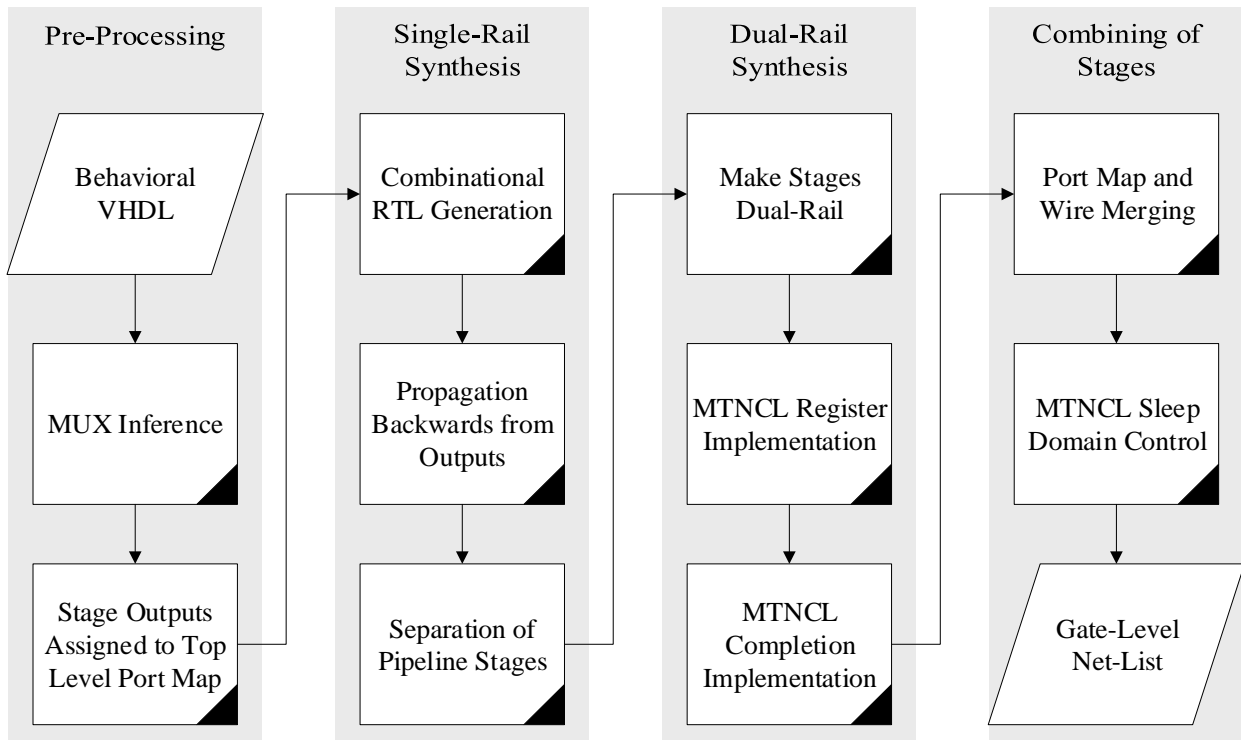 Pre-Processing
Behavioral
VHDL
MUX Inference
Stage Outputs
Assigned to Top
Level Port Map
Single-Rail
Synthesis
Combinational
RTL Generation
Propagation
Backwards from
Outputs
Separation of
Pipeline Stages
Dual-Rail
Synthesis
Make Stages
Dual-Rail
MTNCL Register
Implementation
MTNCL
Completion
Implementation
Combining of
Stages
Port Map and
Wire Merging
MTNCL Sleep
Domain Control
Gate-Level
Net-List